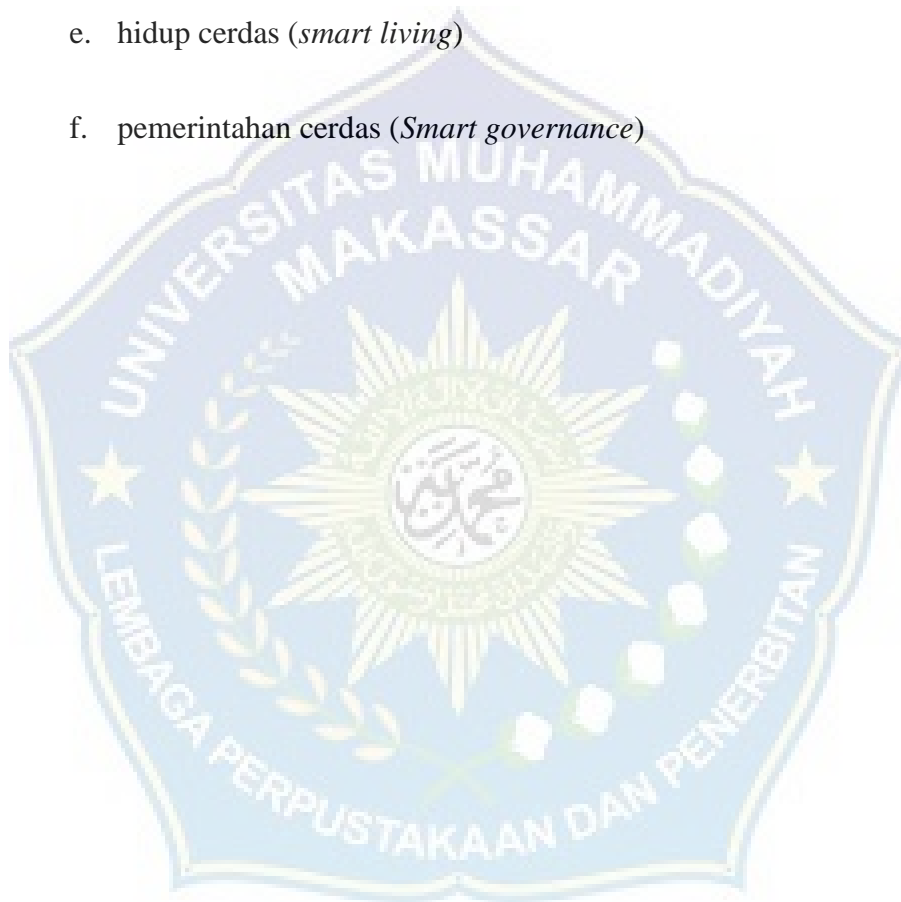 e. hidup cerdas (smart living)
f. pemerintahan cerdas (Smart governance)
UNIVERSITAS MUHAMMADIYAH
MAKASSAR
LEMBAGA PERPUSTAKAAN DAN PENERBITAN